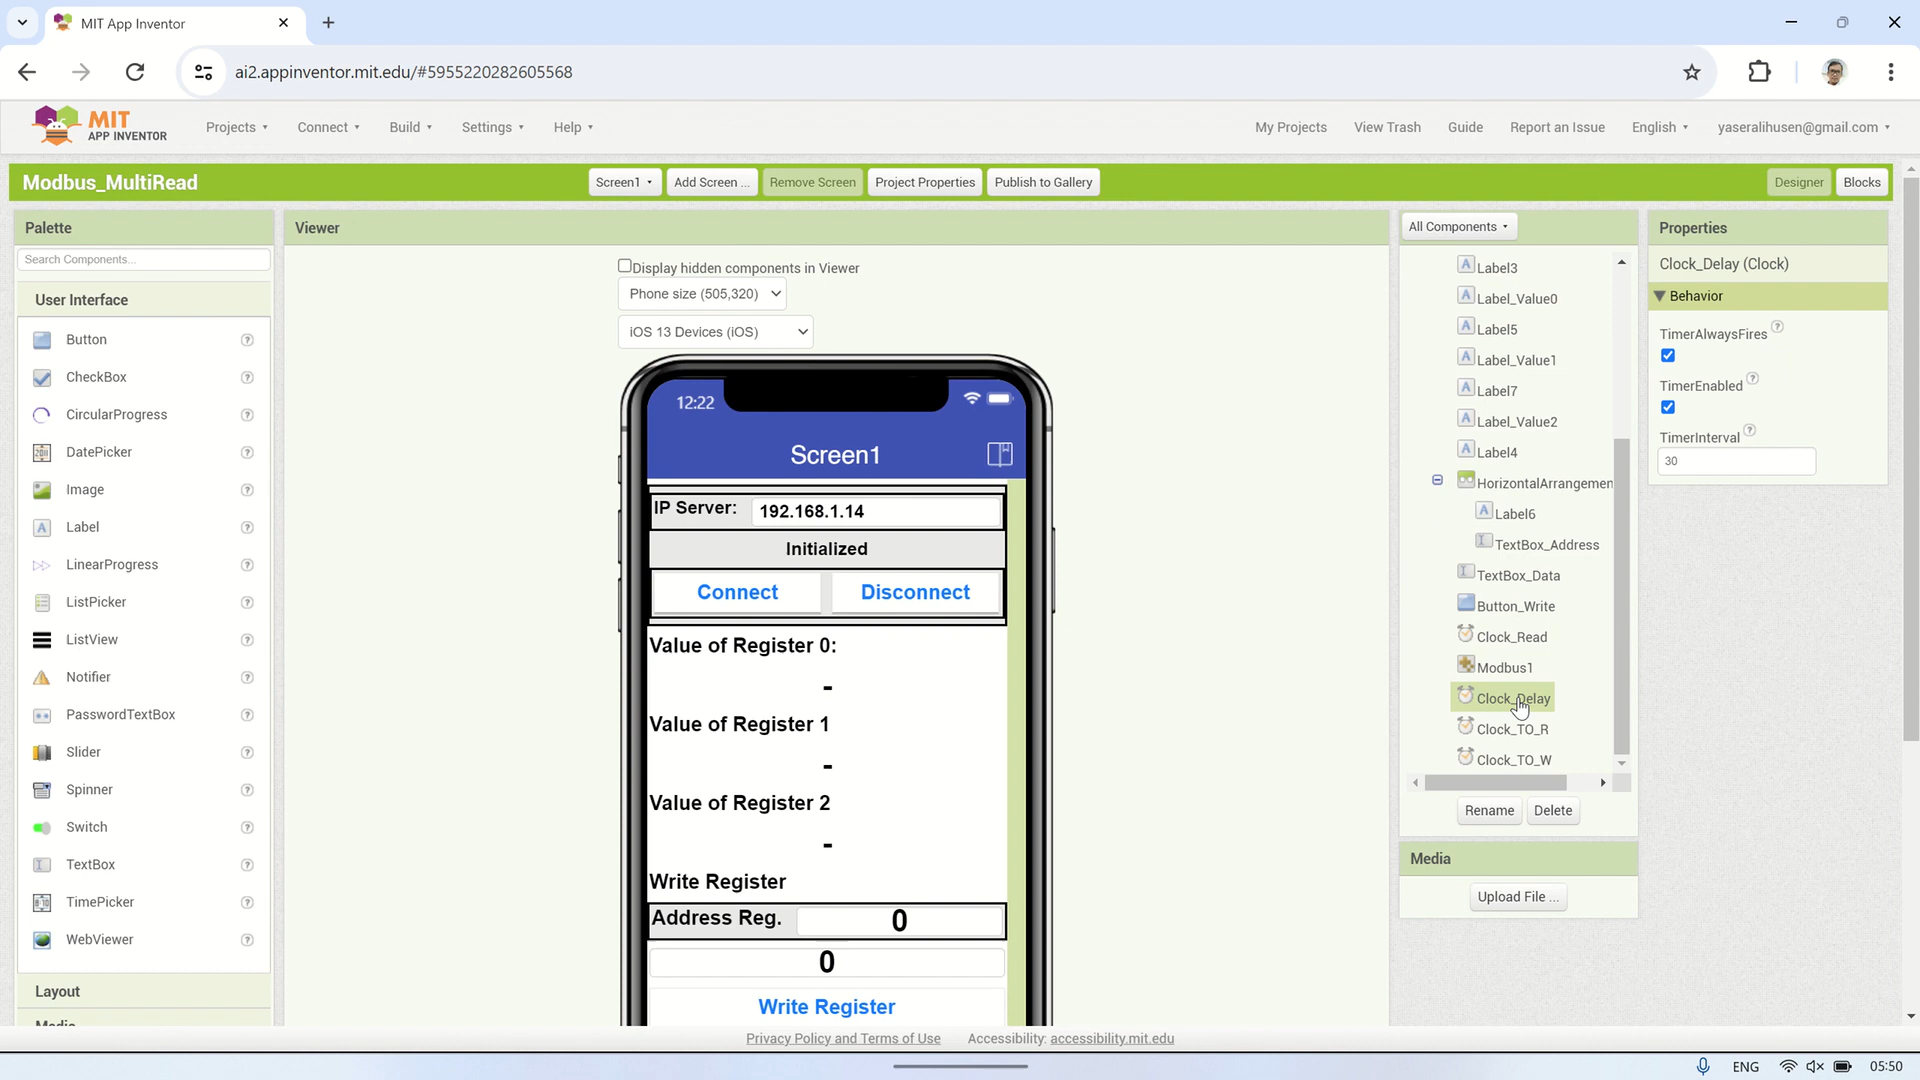 MIT App Inventor
ai2.appinventor.mit.edu/#5955220282605568
MIT
APP INVENTOR
Projects
Connect
Build
Settings
Help
My Projects
View Trash
Guide
Report an Issue
English
yaseralihusen@gmail.com
Modbus_MultiRead
Screen1
Add Screen ...
Remove Screen
Project Properties
Publish to Gallery
Designer
Blocks
Palette
Search Components...
User Interface
Button
CheckBox
CircularProgress
DatePicker
Image
Label
LinearProgress
ListPicker
ListView
Notifier
PasswordTextBox
Slider
Spinner
Switch
TextBox
TimePicker
WebViewer
Layout
Media
Viewer
Display hidden components in Viewer
Phone size (505,320)
iOS 13 Devices (iOS)
12:22
Screen1
IP Server:
192.168.1.14
Initialized
Connect
Disconnect
Value of Register 0:
-
Value of Register 1
-
Value of Register 2
-
Write Register
Address Reg.
0
0
Write Register
All Components
Label3
Label_Value0
Label5
Label_Value1
Label7
Label_Value2
Label4
HorizontalArrangemen
Label6
TextBox_Address
TextBox_Data
Button_Write
Clock_Read
Modbus1
Clock_Delay
Clock_TO_R
Clock_TO_W
Rename
Delete
Media
Upload File ...
Properties
Clock_Delay (Clock)
Behavior
TimerAlwaysFires
TimerEnabled
TimerInterval
30
Privacy Policy and Terms of Use
Accessibility: accessibility.mit.edu
ENG
05:50